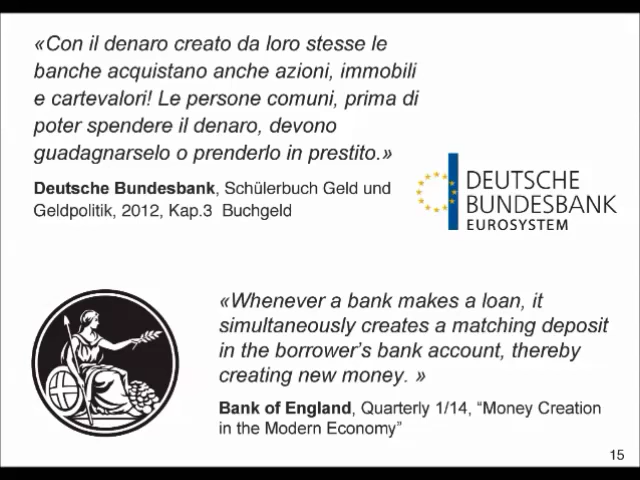 «Con il denaro creato da loro stesse le
banche acquistano anche azioni, immobili
e cartevalori! Le persone comuni, prima di
poter spendere il denaro, devono
guadagnarselo o prenderlo in prestito.»
Deutsche Bundesbank, Schülerbuch Geld und
Geldpolitik, 2012, Kap.3 Buchgeld
DEUTSCHE
BUNDESBANK
EUROSYSTEM
«Whenever a bank makes a loan, it
simultaneously creates a matching deposit
in the borrower's bank account, thereby
creating new money. »
Bank of England, Quarterly 1/14, “Money Creation
in the Modern Economy”
15